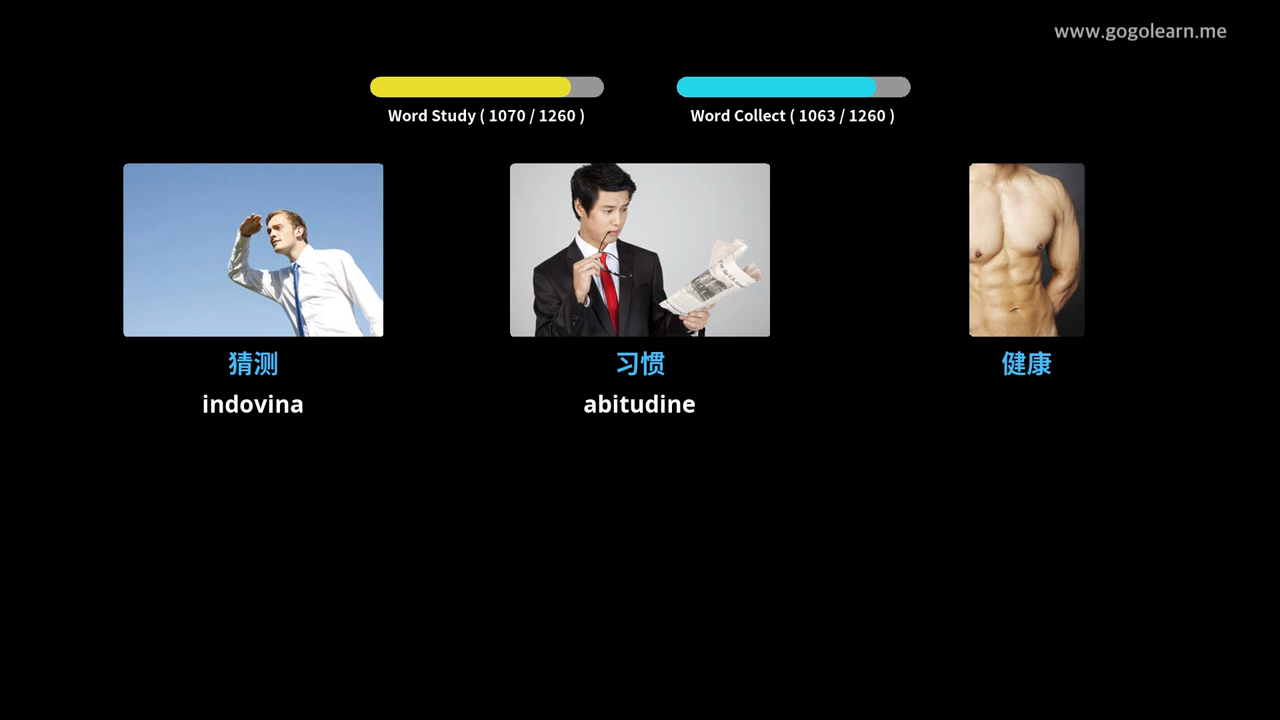 www.gogolearn.me
Word Study ( 1070 / 1260 )
Word Collect ( 1063 / 1260 )
猜测
习惯
健康
indovina
abitudine